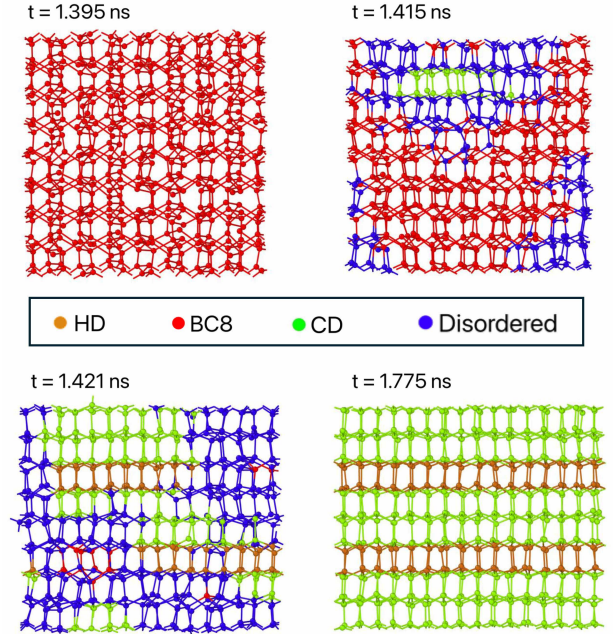 t = 1.395 ns
t = 1.415 ns
HD
BC8
CD
Disordered
t = 1.421 ns
t = 1.775 ns